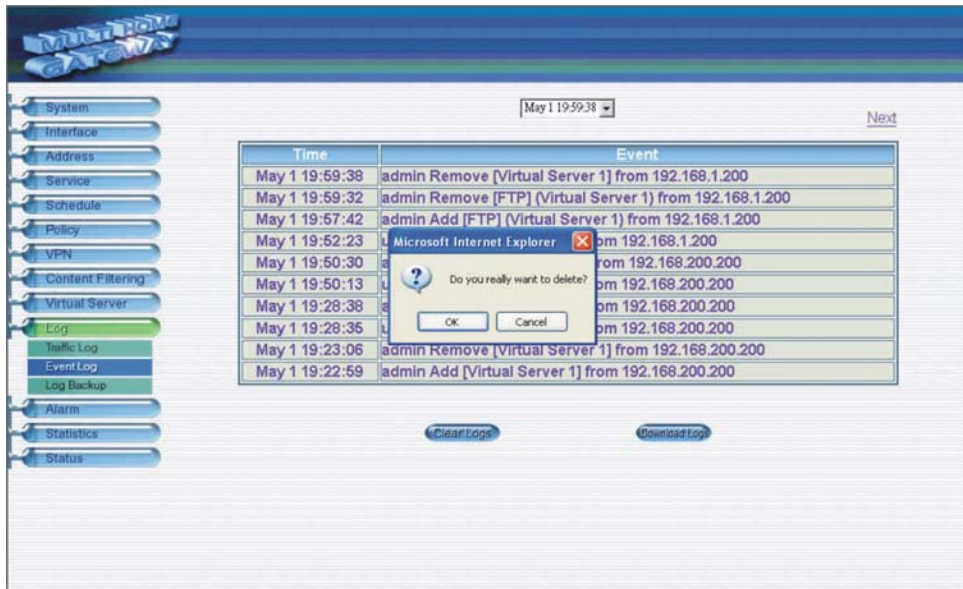 MULTI HOME
GATEWAY
System
Interface
Address
Service
Schedule
Policy
VPN
Content Filtering
Virtual Server
Log
Traffic Log
Event Log
Log Backup
Alarm
Statistics
Status
May 1 19:59:38
Next
Time Event
May 1 19:59:38 admin Remove [Virtual Server 1] from 192.168.1.200
May 1 19:59:32 admin Remove [FTP] (Virtual Server 1) from 192.168.1.200
May 1 19:57:42 admin Add [FTP] (Virtual Server 1) from 192.168.1.200
May 1 19:52:23 om 192.168.1.200
May 1 19:50:30 rom 192.168.200.200
May 1 19:50:13 om 192.168.200.200
May 1 19:28:38 om 192.168.200.200
May 1 19:28:35 om 192.168.200.200
May 1 19:23:06 admin Remove [Virtual Server 1] from 192.168.200.200
May 1 19:22:59 admin Add [Virtual Server 1] from 192.168.200.200
Microsoft Internet Explorer
Do you really want to delete?
OK Cancel
Clear Logs Download Logs